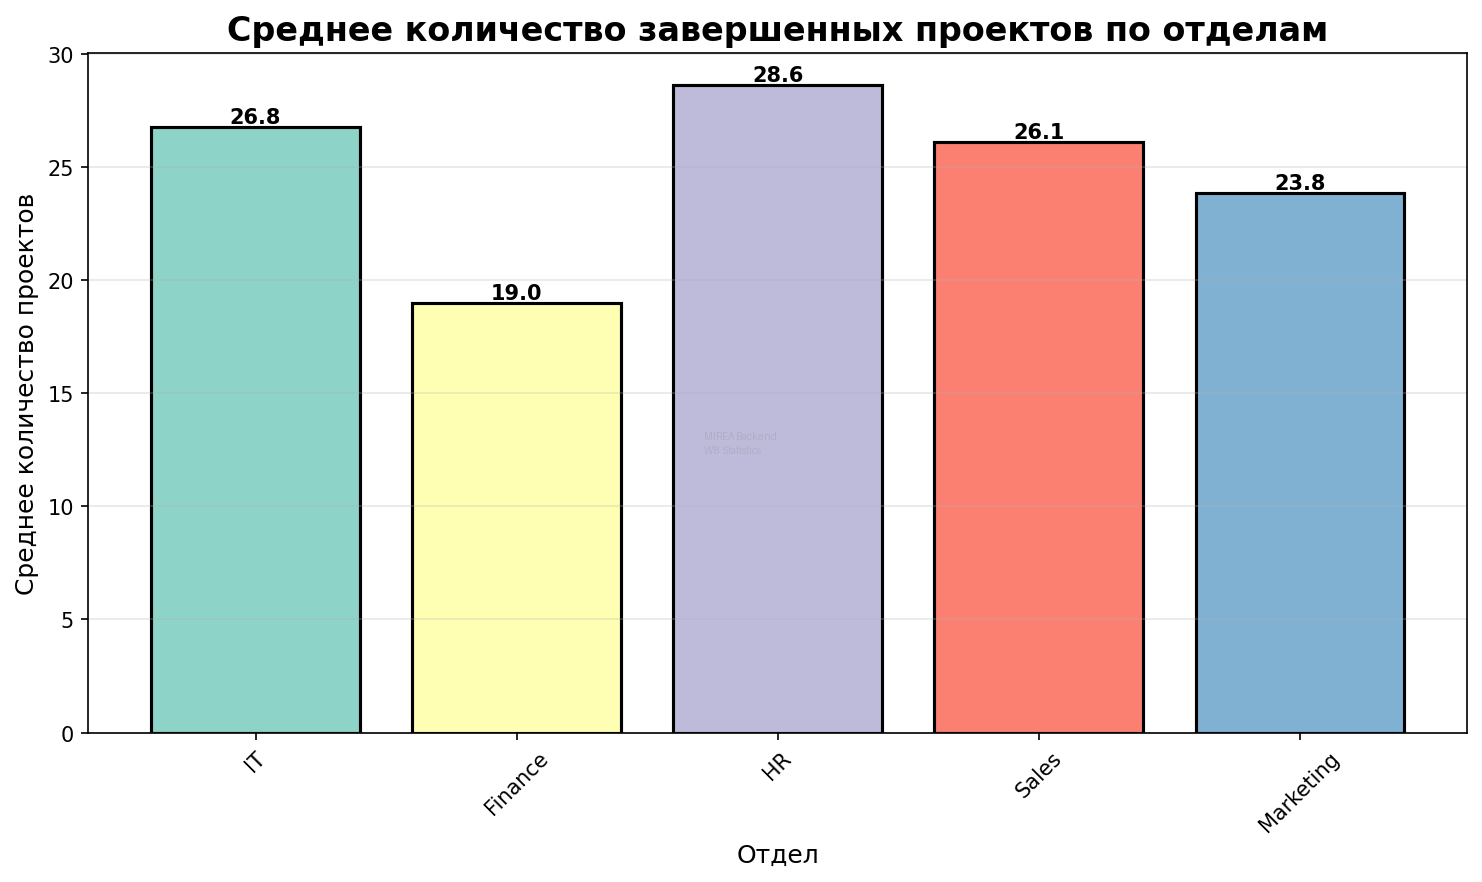 Среднее количество завершенных проектов по отделам
Среднее количество проектов
30
25
20
15
10
5
0
26.8
19.0
28.6
26.1
23.8
MIREA Backend
WB Statistics
IT
Finance
HR
Sales
Marketing
Отдел